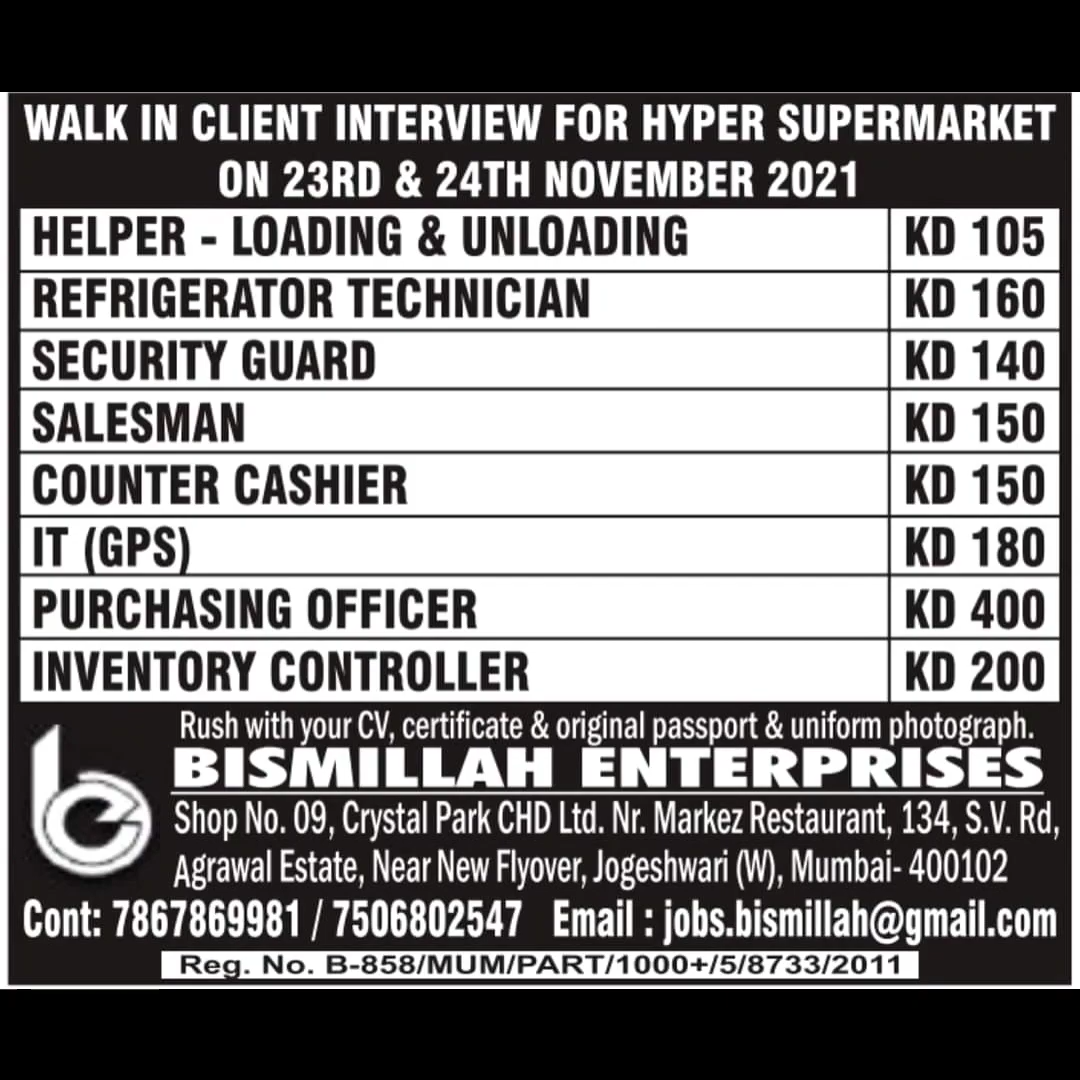 WALK IN CLIENT INTERVIEW FOR HYPER SUPERMARKET
ON 23RD & 24TH NOVEMBER 2021
HELPER - LOADING & UNLOADING KD 105
REFRIGERATOR TECHNICIAN KD 160
SECURITY GUARD KD 140
SALESMAN KD 150
COUNTER CASHIER KD 150
IT (GPS) KD 180
PURCHASING OFFICER KD 400
INVENTORY CONTROLLER KD 200
Rush with your CV, certificate & original passport & uniform photograph.
be
BISMILLAH ENTERPRISES
Shop No. 09, Crystal Park CHD Ltd. Nr. Markez Restaurant, 134, S.V. Rd,
Agrawal Estate, Near New Flyover, Jogeshwari (W), Mumbai- 400102
Cont: 7867869981 / 7506802547 Email : jobs.bismillah@gmail.com
Reg. No. B-858/MUM/PART/1000+/5/8733/2011